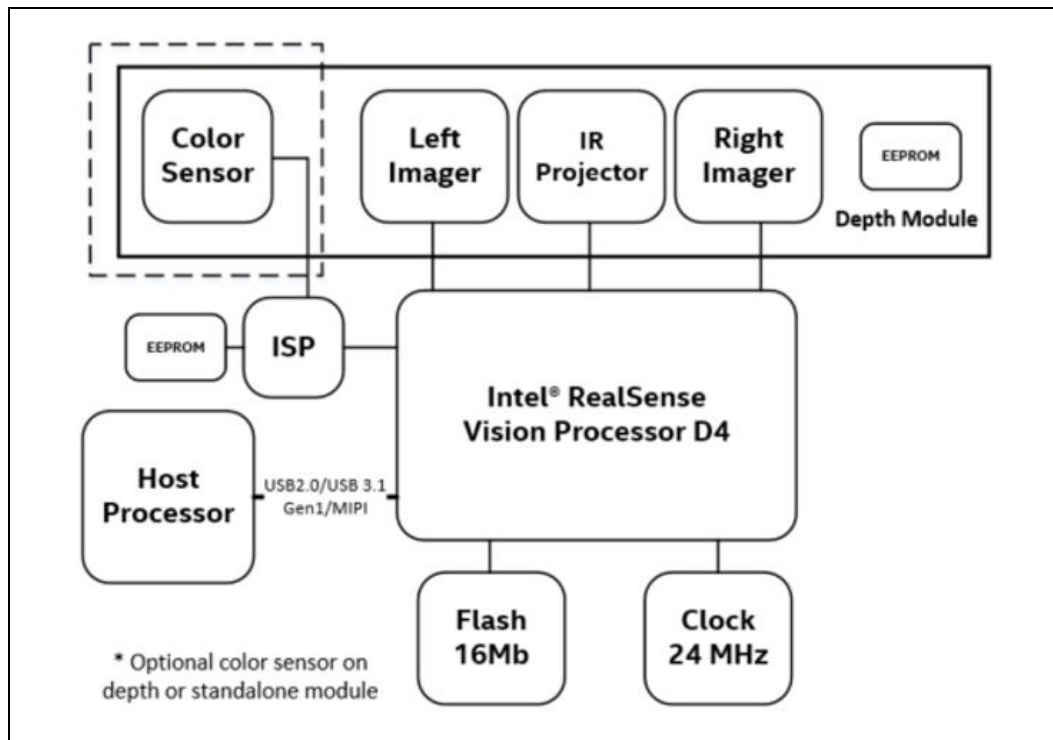 Color
Sensor
Left
Imager
IR
Projector
Right
Imager
EEPROM
Depth Module
EEPROM
ISP
Intel® RealSense
Vision Processor D4
Host
Processor
USB2.0/USB 3.1
Gen1/MIPI
Flash
16Mb
Clock
24 MHz
* Optional color sensor on
depth or standalone module